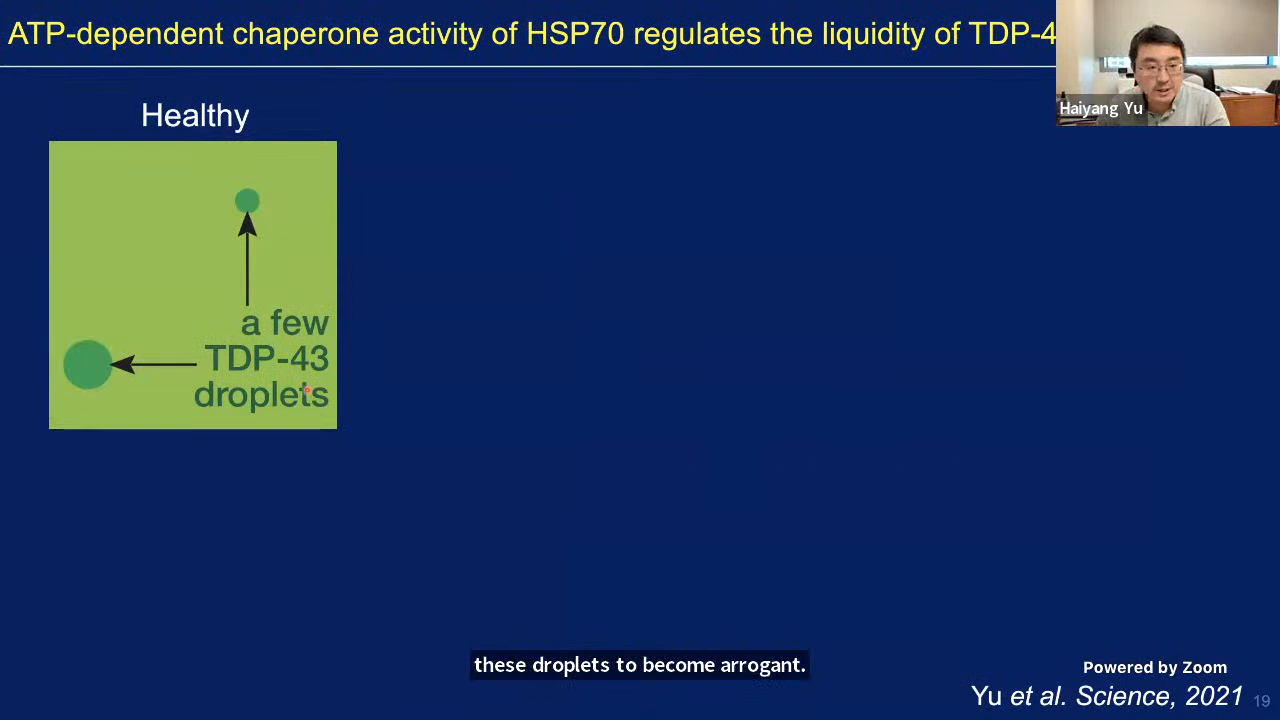 ATP-dependent chaperone activity of HSP70 regulates the liquidity of TDP-4
Haiyang Yu
Healthy
a few
TDP-43
droplets
these droplets to become arrogant.
Powered by Zoom
Yu et al. Science, 2021
19